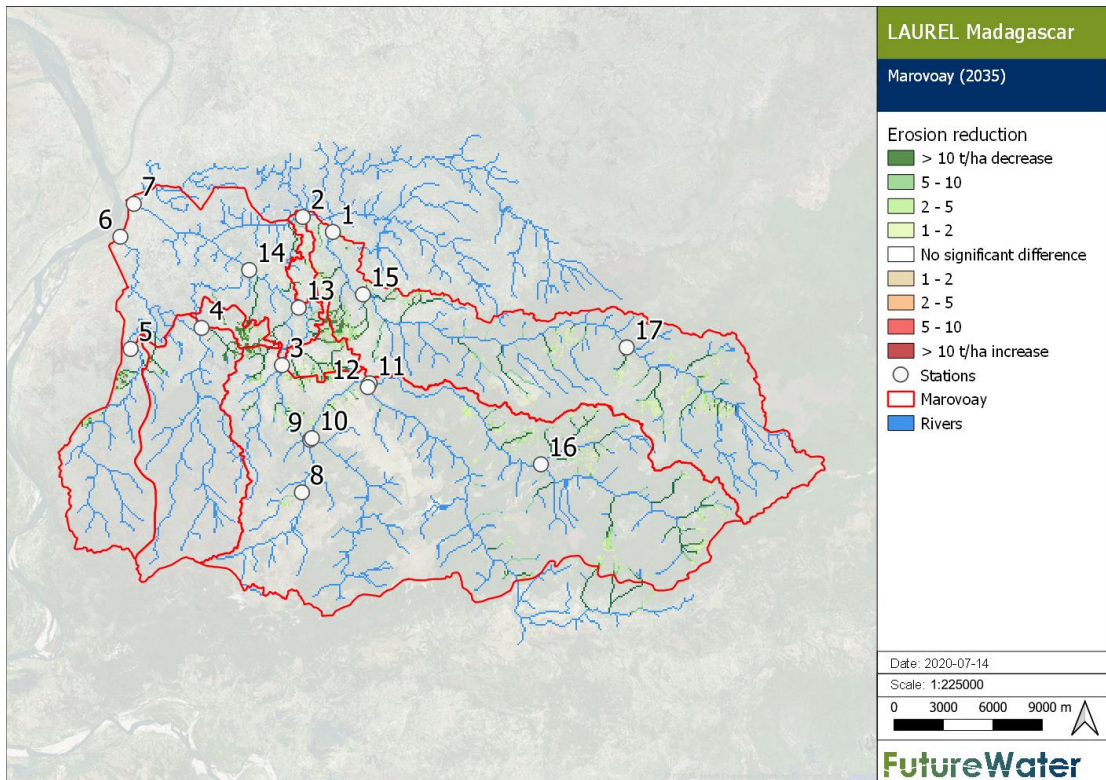 LAUREL Madagascar
Marovoay (2035)
Erosion reduction
> 10 t/ha decrease
5 - 10
2 - 5
1 - 2
No significant difference
1 - 2
2 - 5
5 - 10
> 10 t/ha increase
Stations
Marovoay
Rivers
7
2
6
1
14
15
13
4
5
3
17
12
11
9
10
16
8
Date: 2020-07-14
Scale: 1:225000
0 3000 6000 9000 m
FutureWater